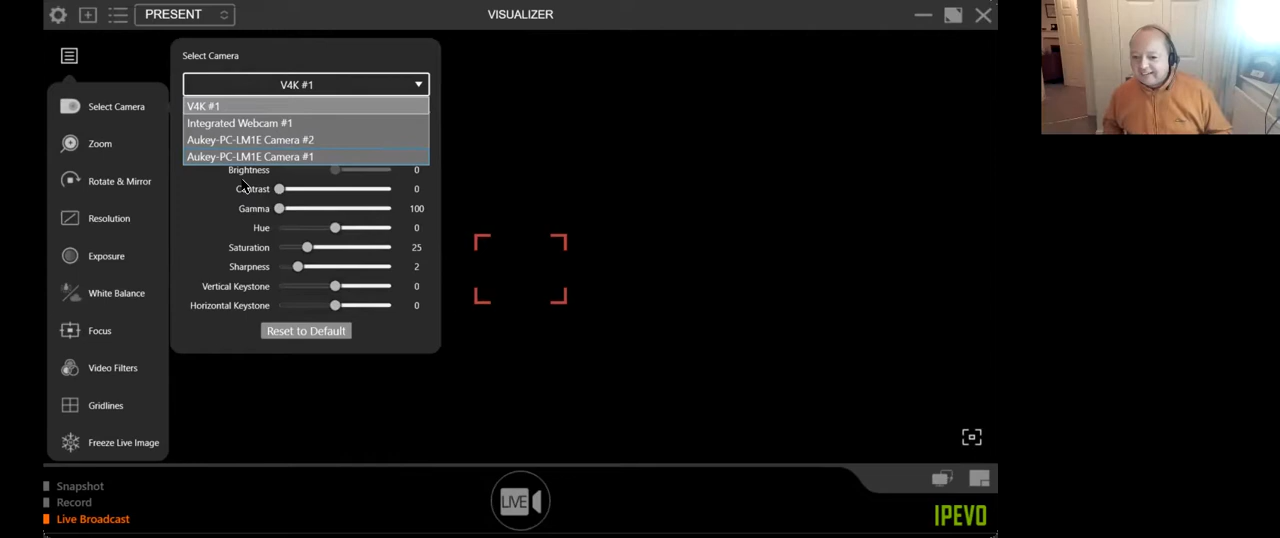 PRESENT
VISUALIZER
Select Camera
V4K #1
V4K #1
Integrated Webcam #1
Aukey-PC-LM1E Camera #2
Aukey-PC-LM1E Camera #1
Brightness 0
Contrast 0
Gamma 100
Hue 0
Saturation 25
Sharpness 2
Vertical Keystone 0
Horizontal Keystone 0
Reset to Default
Select Camera
Zoom
Rotate & Mirror
Resolution
Exposure
White Balance
Focus
Video Filters
Gridlines
Freeze Live Image
Snapshot
Record
Live Broadcast
LIVE
IPEVO